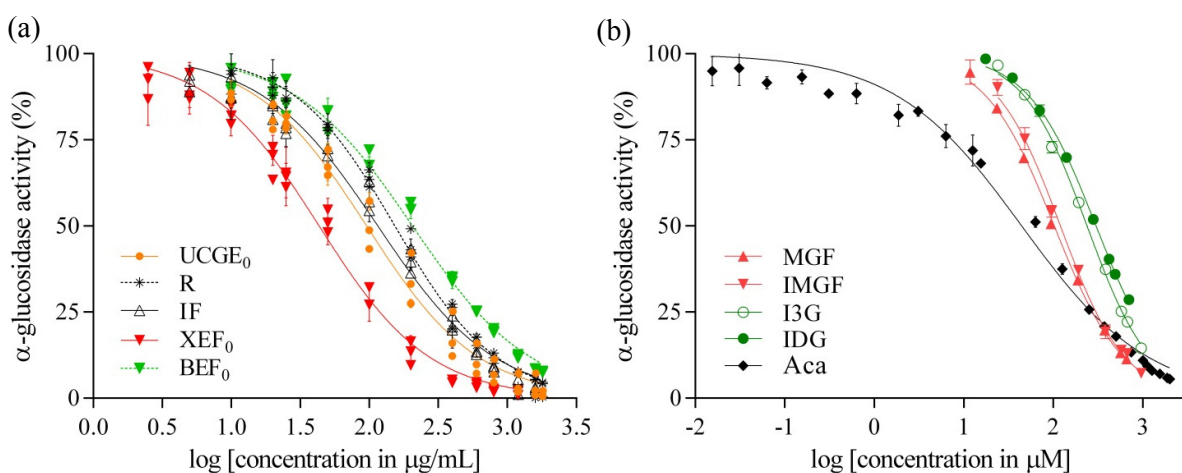 (a)
α-glucosidase activity (%)
100
75
50
25
0
UCGE₀
R
IF
XEF₀
BEF₀
0.0 0.5 1.0 1.5 2.0 2.5 3.0 3.5
log [concentration in μg/mL]
(b)
α-glucosidase activity (%)
100
75
50
25
0
MGF
IMGF
I3G
IDG
Aca
-2 -1 0 1 2 3
log [concentration in μM]